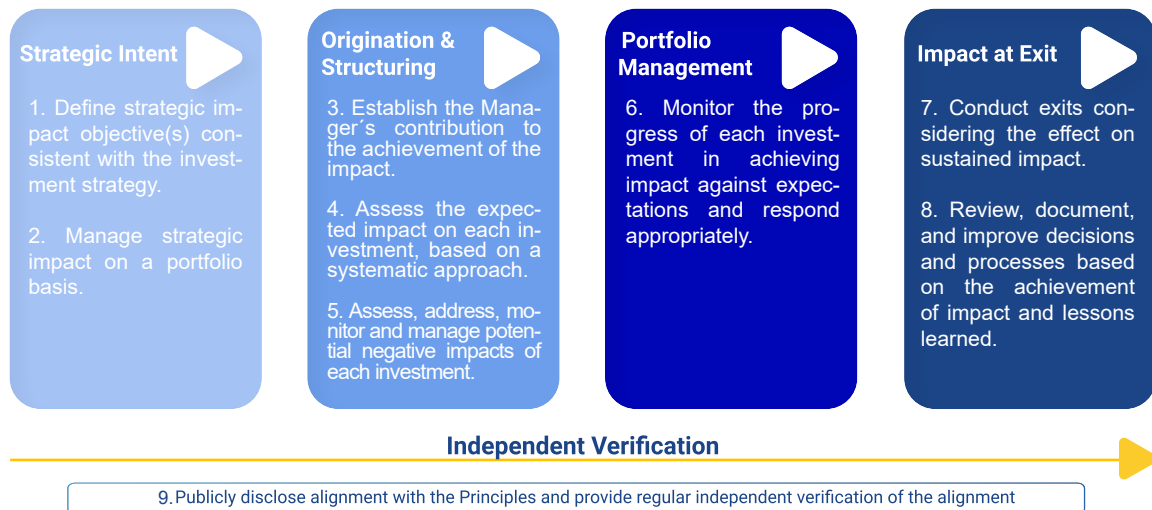 Strategic Intent
1. Define strategic im-
pact objective(s) con-
sistent with the invest-
ment strategy.
2. Manage strategic
impact on a portfolio
basis.
Origination &
Structuring
3. Establish the Mana-
ger´s contribution to
the achievement of the
impact.
4. Assess the expec-
ted impact on each in-
vestment, based on a
systematic approach.
5. Assess, address, mo-
nitor and manage poten-
tial negative impacts of
each investment.
Portfolio
Management
6. Monitor the pro-
gress of each invest-
ment in achieving
impact against expec-
tations and respond
appropriately.
Impact at Exit
7. Conduct exits con-
sidering the effect on
sustained impact.
8. Review, document,
and improve decisions
and processes based
on the achievement
of impact and lessons
learned.
Independent Verification
9. Publicly disclose alignment with the Principles and provide regular independent verification of the alignment